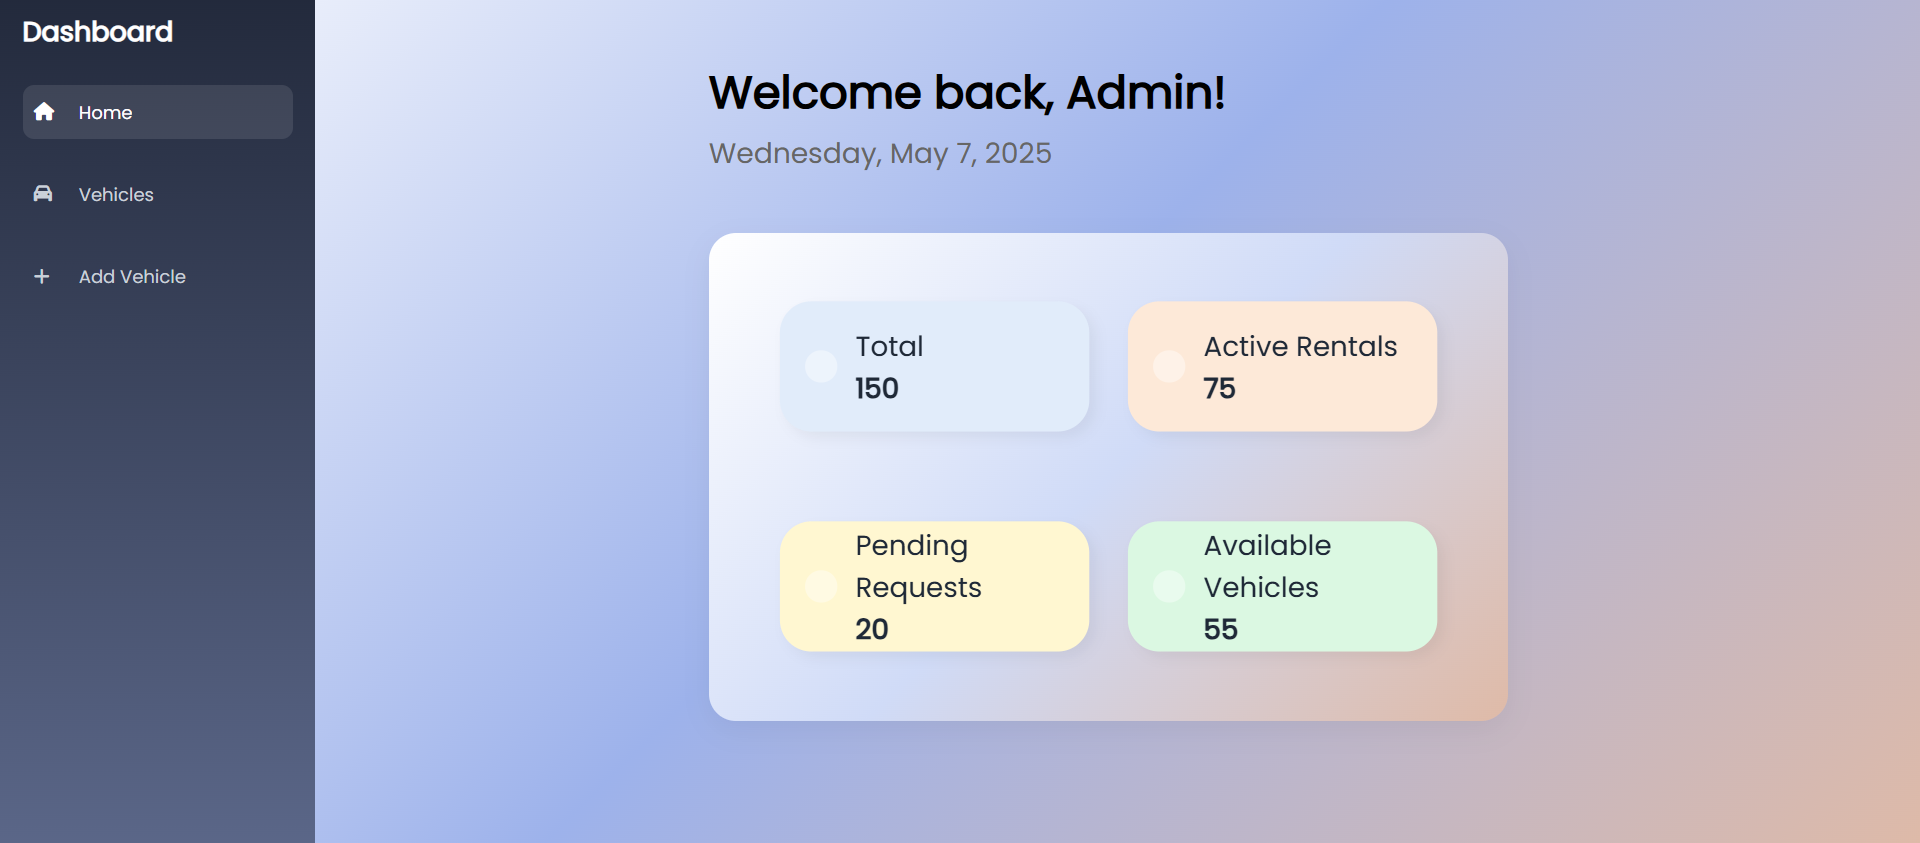 Dashboard
Home
Vehicles
Add Vehicle
Welcome back, Admin!
Wednesday, May 7, 2025
Total
150
Active Rentals
75
Pending
Requests
20
Available
Vehicles
55